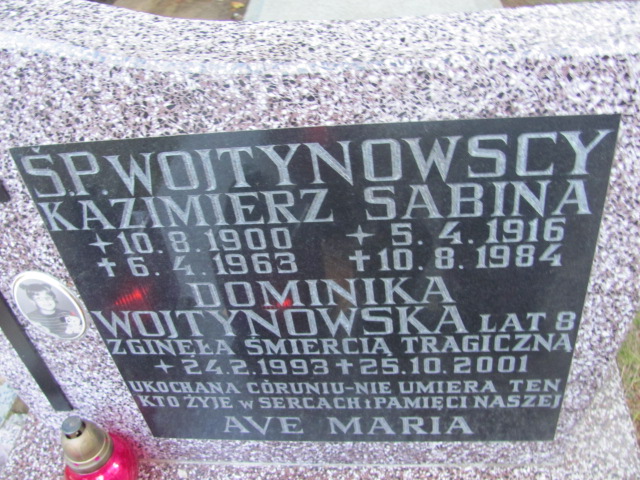 Ś.P WOJTYNOWSCY
KAZIMIERZ SABINA
+10.8.1900 +5.4.1916
+6.4.1963 +10.8.1984
DOMINIKA
WOJTYNOWSKA LAT 8
ZGINĘŁA ŚMIERCIĄ TRAGICZNĄ
+24.2.1993+25.10.2001
UKOCHANA CÓRUNIU-NIE UMIERA TEN
KTO ŻYJE W SERCACH I PAMIĘCI NASZEJ
AVE MARIA